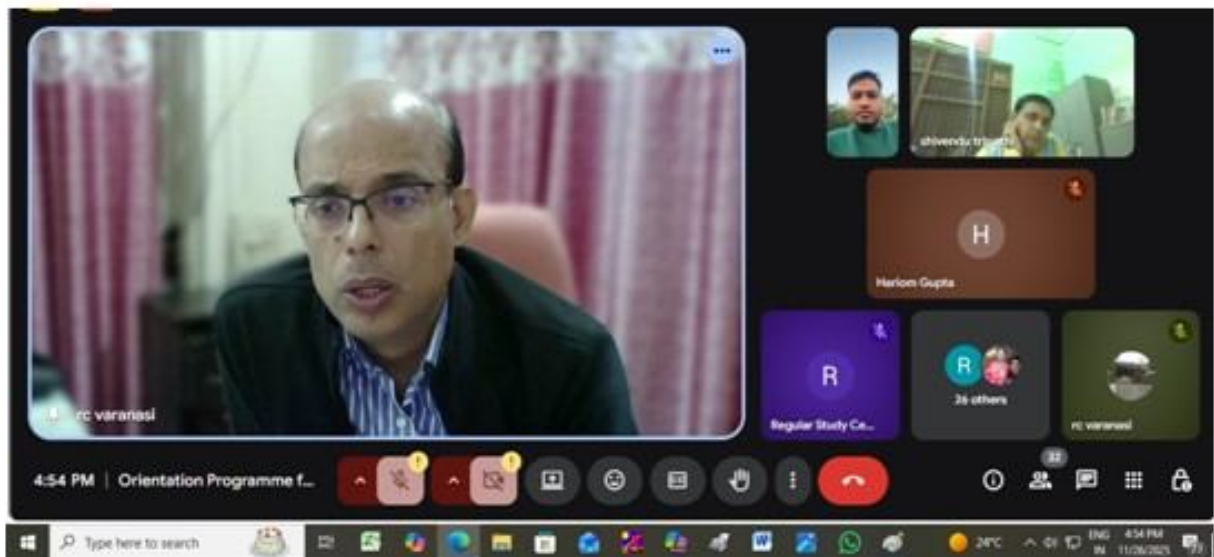 shivendu tripathi
H
Hariom Gupta
R
Regular Study Ce...
R
26 others
rc varanasi
rc varanasi
32
4:54 PM | Orientation Programme f...
Type here to search
24°C
ENG
IN
4:54 PM
11/26/2025